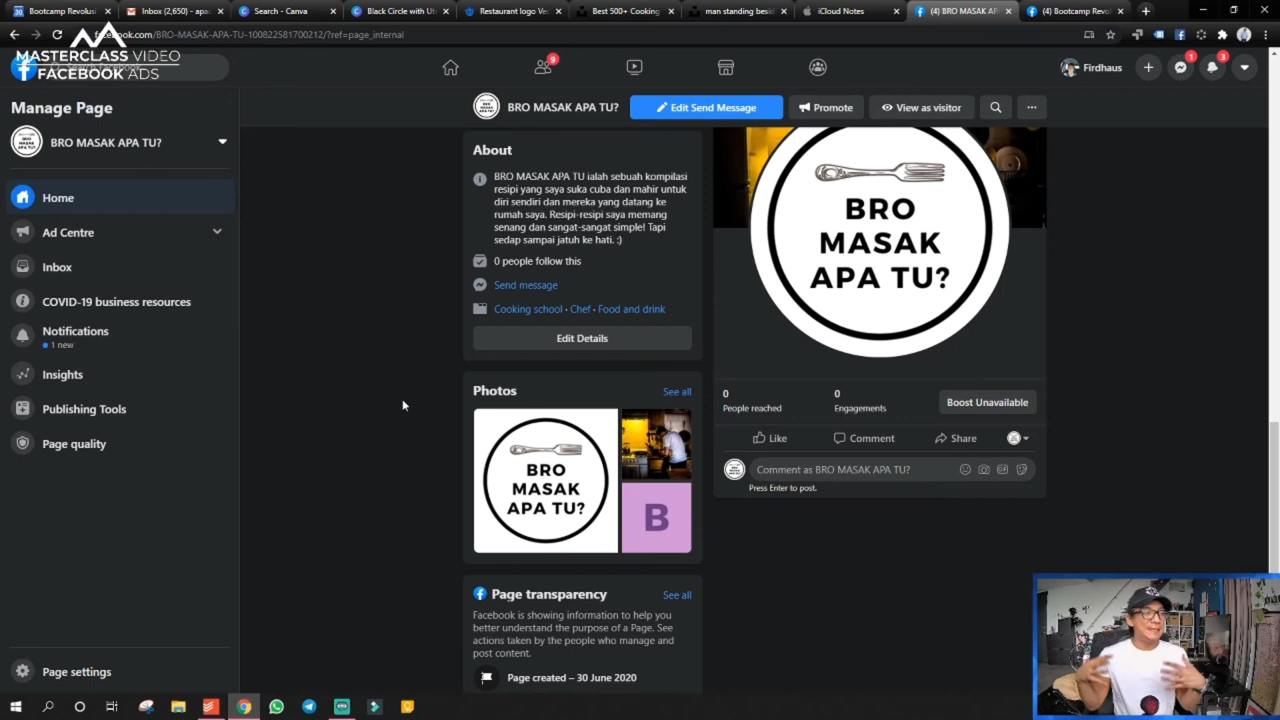 Bootcamp Revolus
Inbox (2,650) - apac
Search - Canva
Black Circle with Ut
Restaurant logo Ve
Best 500+ Cooking
man standing besid
iCloud Notes
(4) BRO MASAK AP
(4) Bootcamp Revol
facebook.com/BRO-MASAK-APA-TU-100822581700212/?ref=page_internal
MASTERCLASS VIDEO
FACEBOOK ADS
9
Firdhaus
1
3
Manage Page
BRO MASAK APA TU?
Home
Ad Centre
Inbox
COVID-19 business resources
Notifications
1 new
Insights
Publishing Tools
Page quality
Page settings
BRO MASAK APA TU?
Edit Send Message
Promote
View as visitor
About
BRO MASAK APA TU ialah sebuah kompilasi
resipi yang saya suka cuba dan mahir untuk
diri sendiri dan mereka yang datang ke
rumah saya. Resipi-resipi saya memang
senang dan sangat-sangat simple! Tapi
sedap sampai jatuh ke hati. :)
0 people follow this
Send message
Cooking school · Chef · Food and drink
Edit Details
Photos
See all
BRO
MASAK
APA TU?
B
Page transparency
See all
Facebook is showing information to help you
better understand the purpose of a Page. See
actions taken by the people who manage and
post content.
Page created – 30 June 2020
BRO
MASAK
APA TU?
0
People reached
0
Engagements
Boost Unavailable
Like
Comment
Share
Comment as BRO MASAK APA TU?
Press Enter to post.